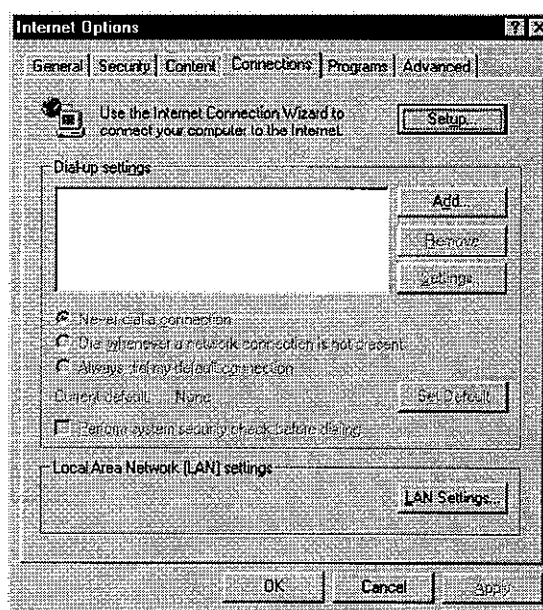 Internet Options
General Security Content Connections Programs Advanced
Use the Internet Connection Wizard to
connect your computer to the Internet.
Setup...
Dial-up settings
Add...
Remove
Settings...
Never dial a connection
Dial whenever a network connection is not present
Always dial my default connection
Current default: None
Set Default
Perform system security check before dialing
Local Area Network (LAN) settings
LAN Settings...
OK Cancel Apply